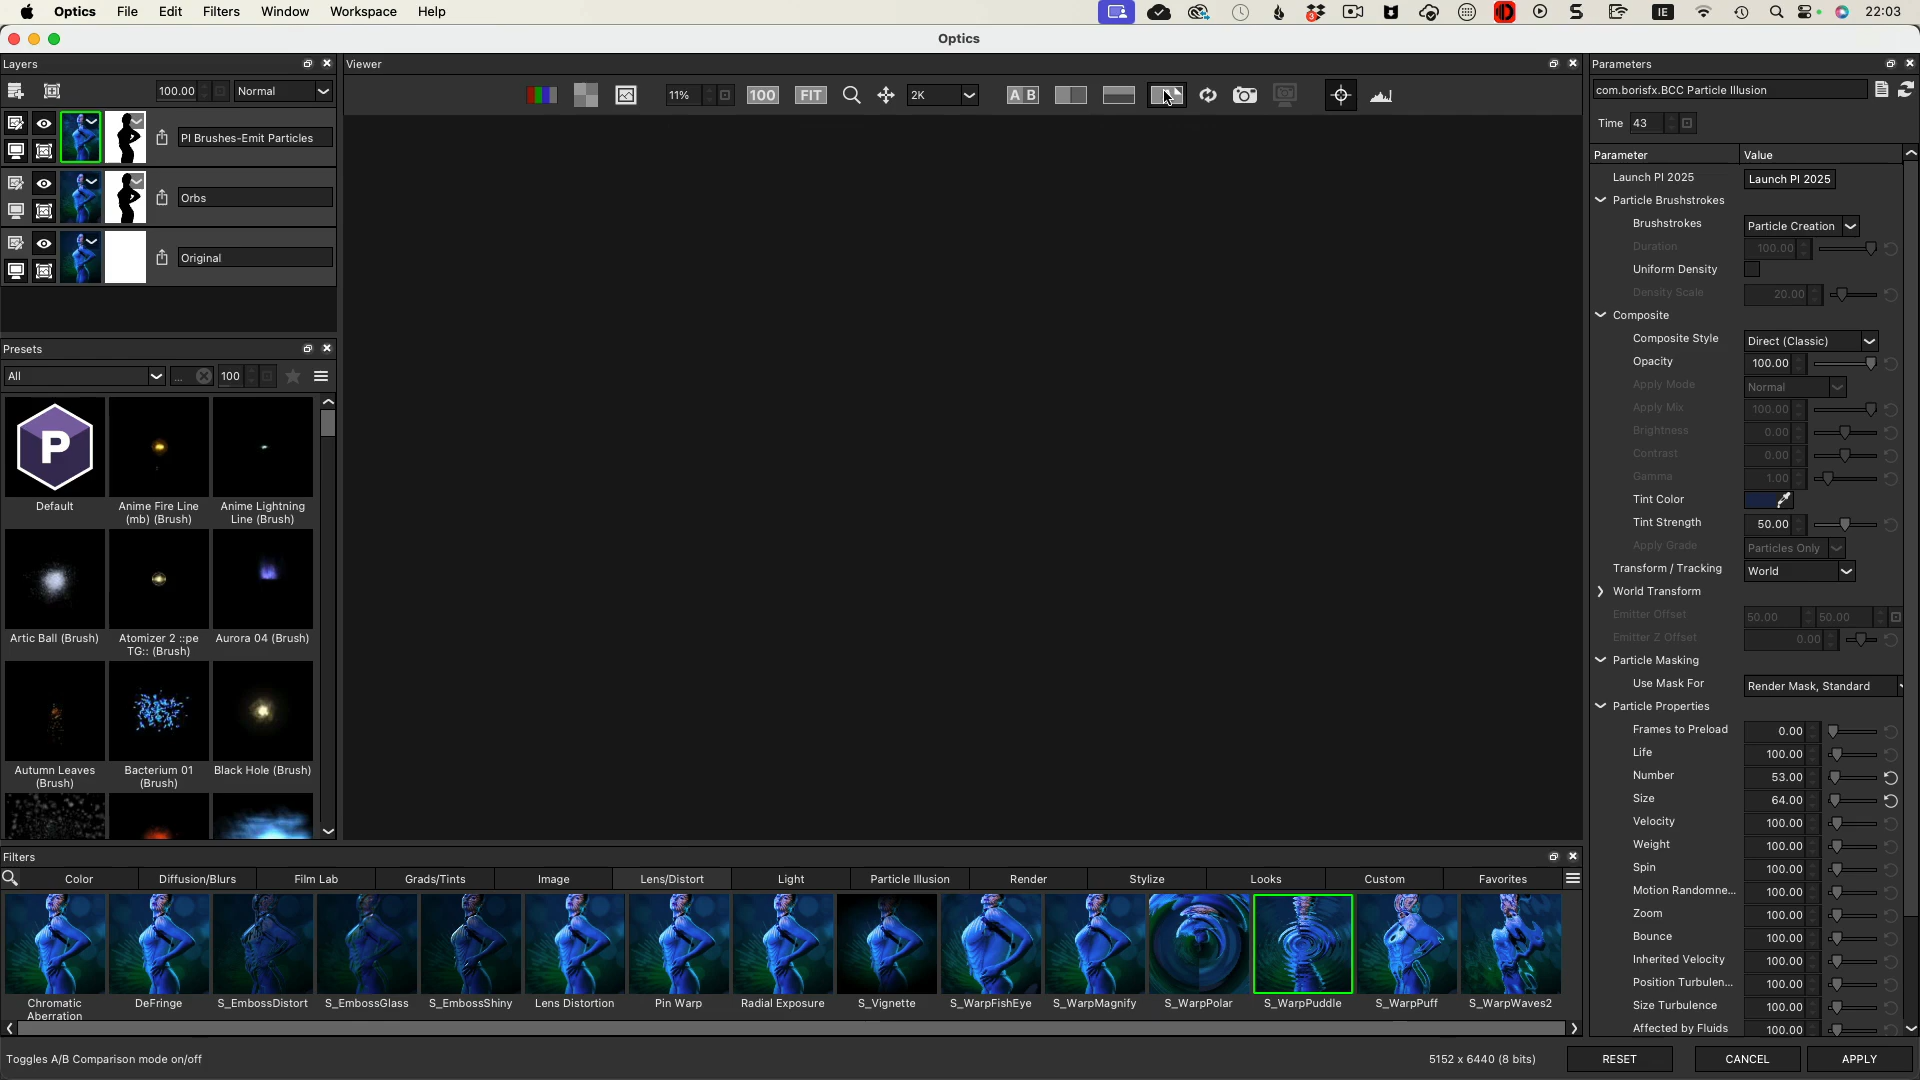 Optics File Edit Filters Window Workspace Help IE 22:03
Optics
Layers
100.00 Normal
PI Brushes-Emit Particles
Orbs
Original
Presets
All ... 100
P
Default
Anime Fire Line (mb) (Brush)
Anime Lightning Line (Brush)
Artic Ball (Brush)
Atomizer 2 ::pe TG:: (Brush)
Aurora 04 (Brush)
Autumn Leaves (Brush)
Bacterium 01 (Brush)
Black Hole (Brush)
Viewer
11% 100 FIT 2K A B
Filters
Color Diffusion/Blurs Film Lab Grads/Tints Image Lens/Distort Light Particle Illusion Render Stylize Looks Custom Favorites
Chromatic Aberration
DeFringe
S_EmbossDistort
S_EmbossGlass
S_EmbossShiny
Lens Distortion
Pin Warp
Radial Exposure
S_Vignette
S_WarpFishEye
S_WarpMagnify
S_WarpPolar
S_WarpPuddle
S_WarpPuff
S_WarpWaves2
Parameters
com.borisfx.BCC Particle Illusion
Time 43
Parameter Value
Launch PI 2025 Launch PI 2025
Particle Brushstrokes
Brushstrokes Particle Creation
Duration 100.00
Uniform Density
Density Scale 20.00
Composite
Composite Style Direct (Classic)
Opacity 100.00
Apply Mode Normal
Apply Mix 100.00
Brightness 0.00
Contrast 0.00
Gamma 1.00
Tint Color
Tint Strength 50.00
Apply Grade Particles Only
Transform / Tracking World
World Transform
Emitter Offset 50.00 50.00
Emitter Z Offset 0.00
Particle Masking
Use Mask For Render Mask, Standard
Particle Properties
Frames to Preload 0.00
Life 100.00
Number 53.00
Size 64.00
Velocity 100.00
Weight 100.00
Spin 100.00
Motion Randomne... 100.00
Zoom 100.00
Bounce 100.00
Inherited Velocity 100.00
Position Turbulen... 100.00
Size Turbulence 100.00
Affected by Fluids 100.00
Toggles A/B Comparison mode on/off
5152 x 6440 (8 bits) RESET CANCEL APPLY